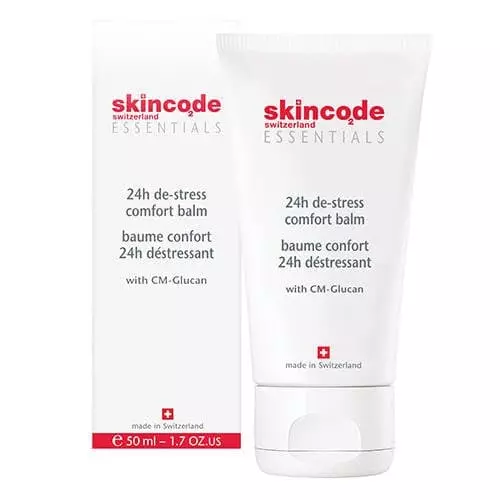 skincode
2
switzerland
ESSENTIALS
24h de-stress
comfort balm
baume confort
24h déstressant
with CM-Glucan
made in Switzerland
e 50 ml – 1.7 OZ.US
skincode
2
switzerland
ESSENTIALS
24h de-stress
comfort balm
baume confort
24h déstressant
with CM-Glucan
made in Switzerland